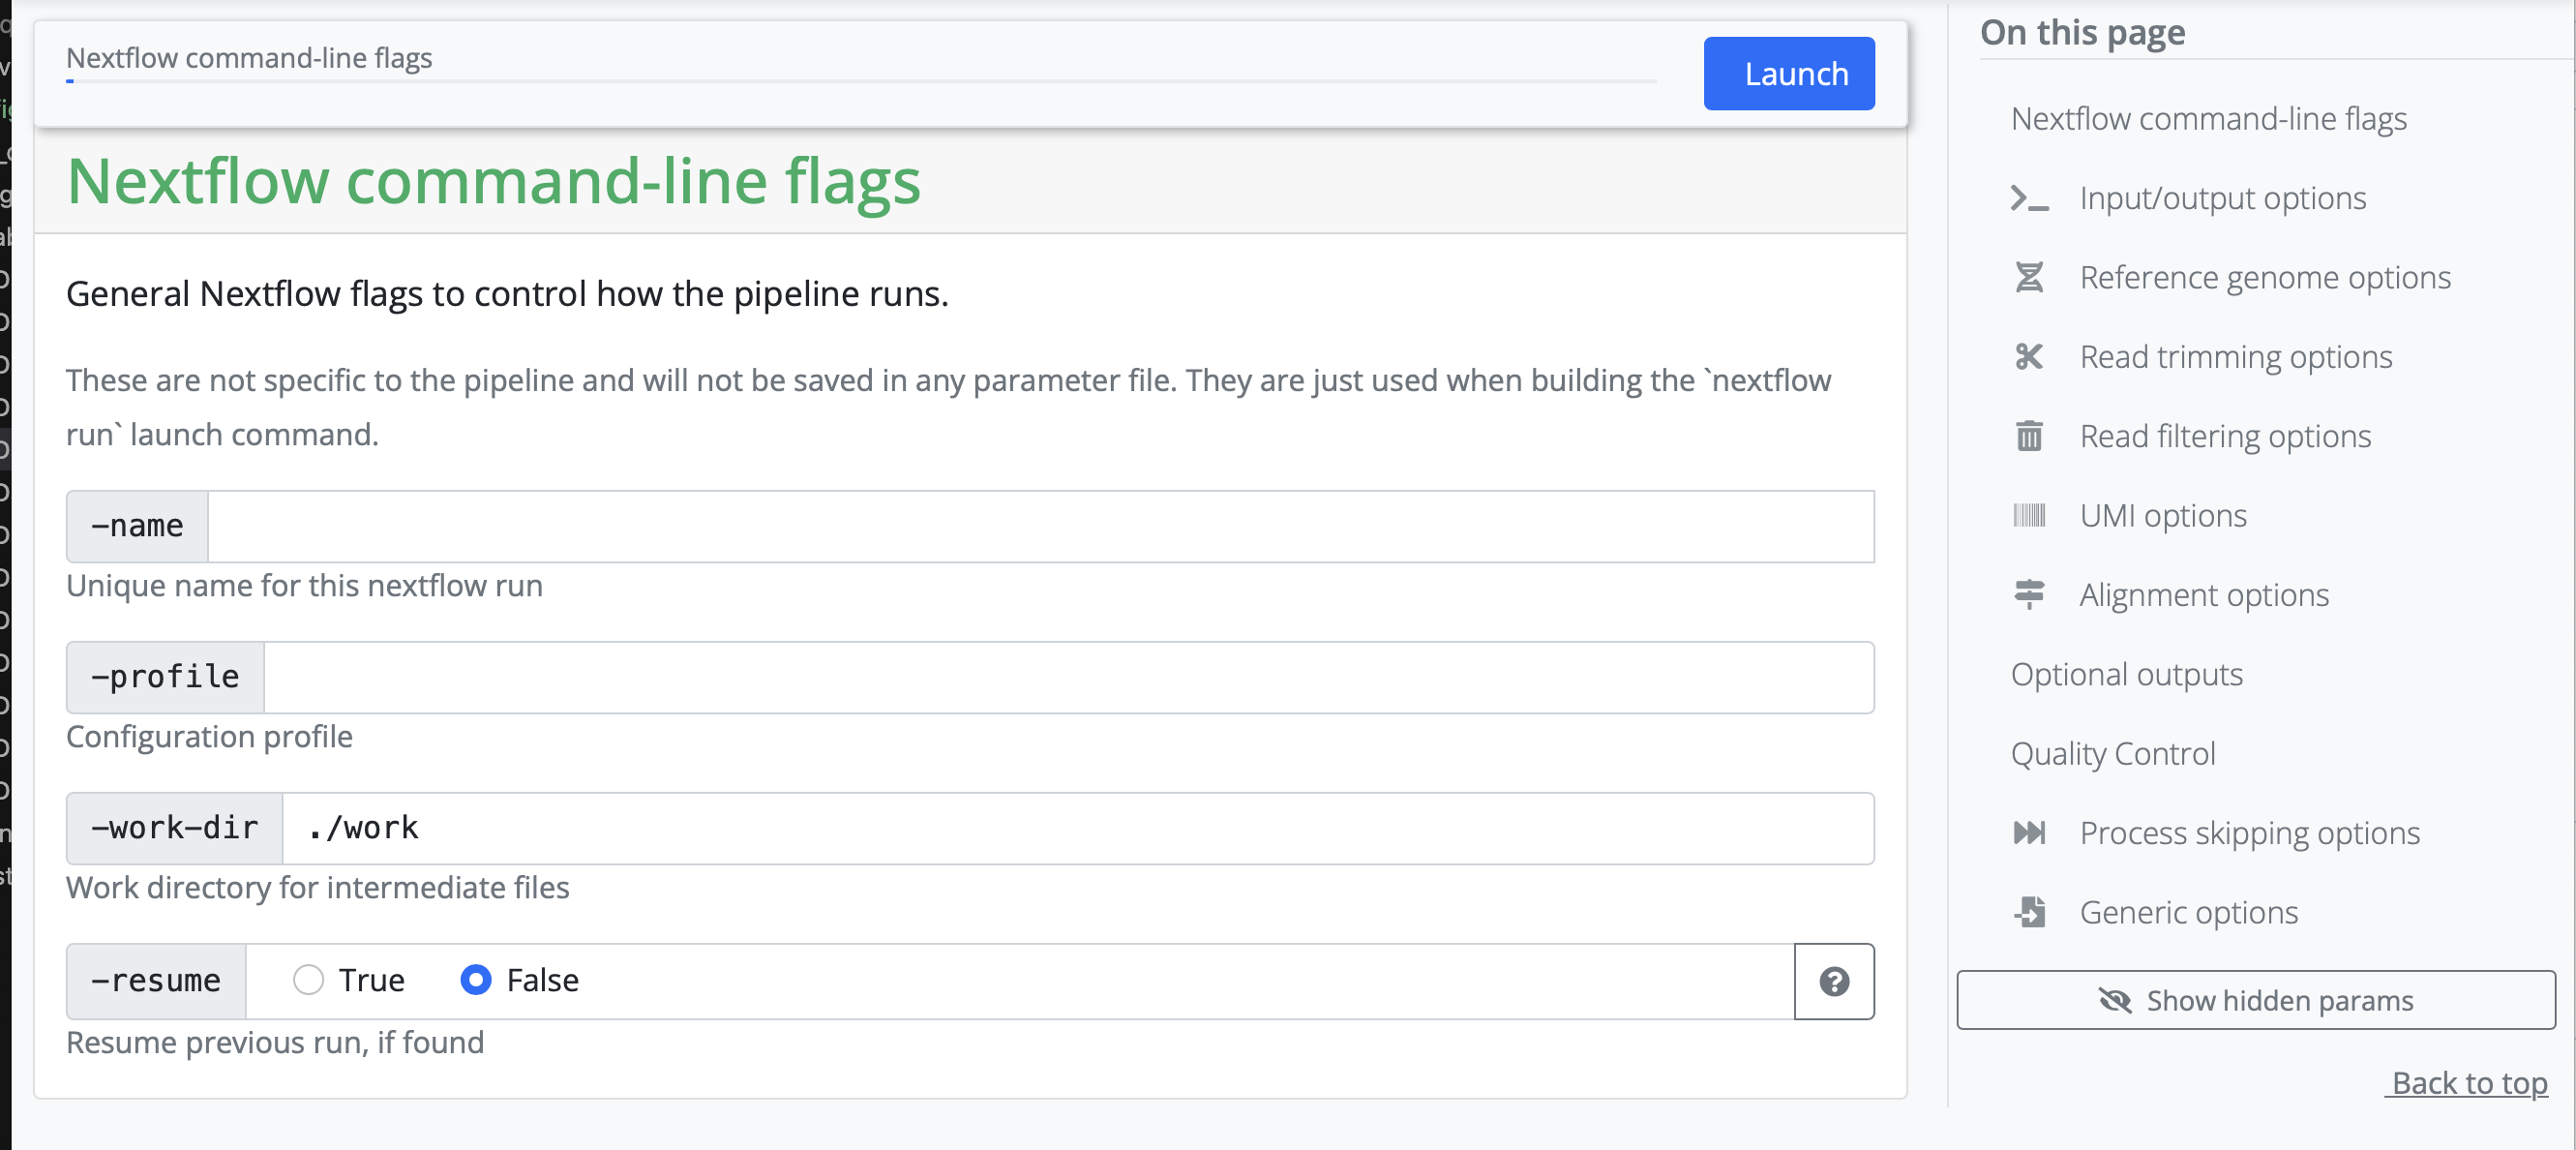 Nextflow command-line flags
Launch
Nextflow command-line flags
General Nextflow flags to control how the pipeline runs.
These are not specific to the pipeline and will not be saved in any parameter file. They are just used when building the `nextflow
run` launch command.
-name
Unique name for this nextflow run
-profile
Configuration profile
-work-dir ./work
Work directory for intermediate files
-resume True False
Resume previous run, if found
On this page
Nextflow command-line flags
Input/output options
Reference genome options
Read trimming options
Read filtering options
UMI options
Alignment options
Optional outputs
Quality Control
Process skipping options
Generic options
Show hidden params
Back to top